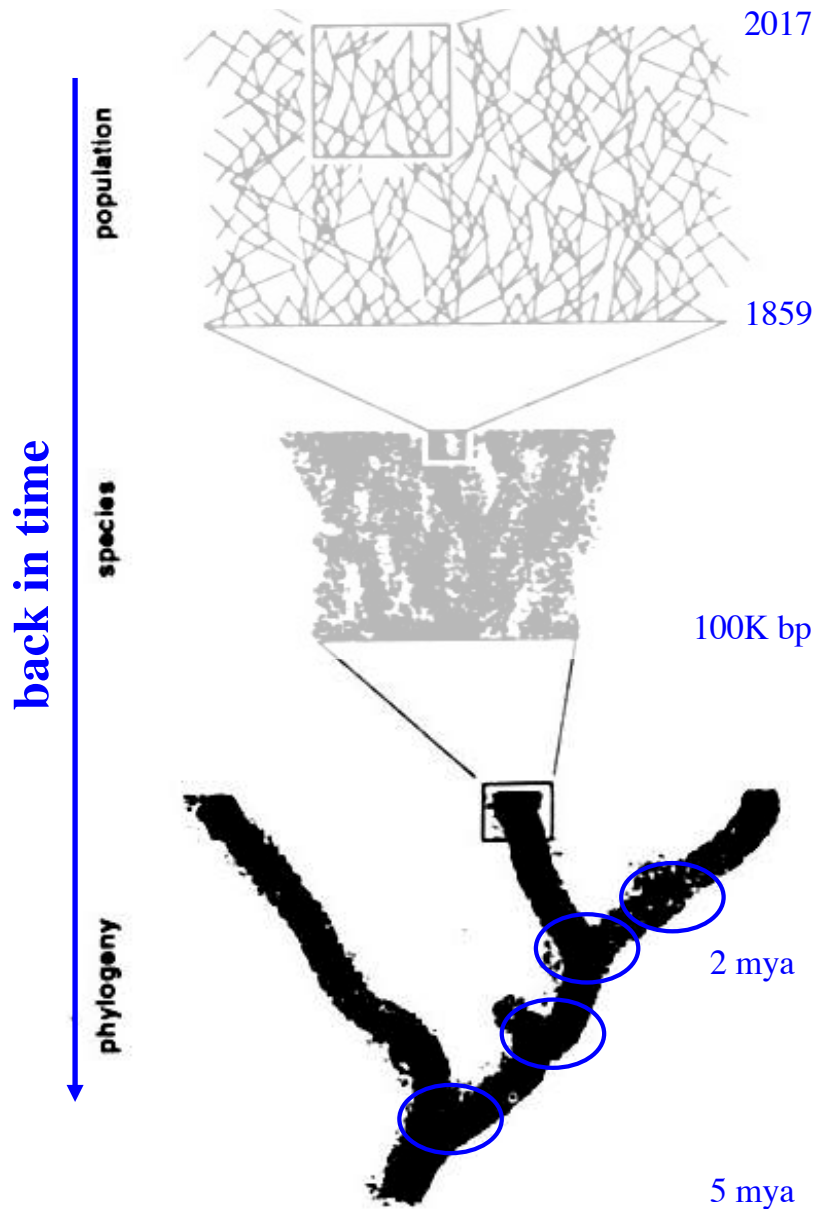 2017
population
1859
back in time
species
100K bp
phylogeny
2 mya
5 mya